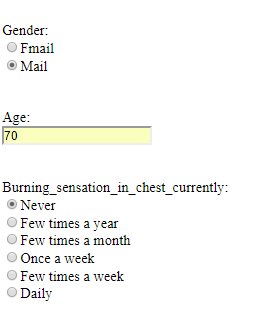 Gender:
Fmail
Mail
Age:
70
Burning_sensation_in_chest_currently:
Never
Few times a year
Few times a month
Once a week
Few times a week
Daily